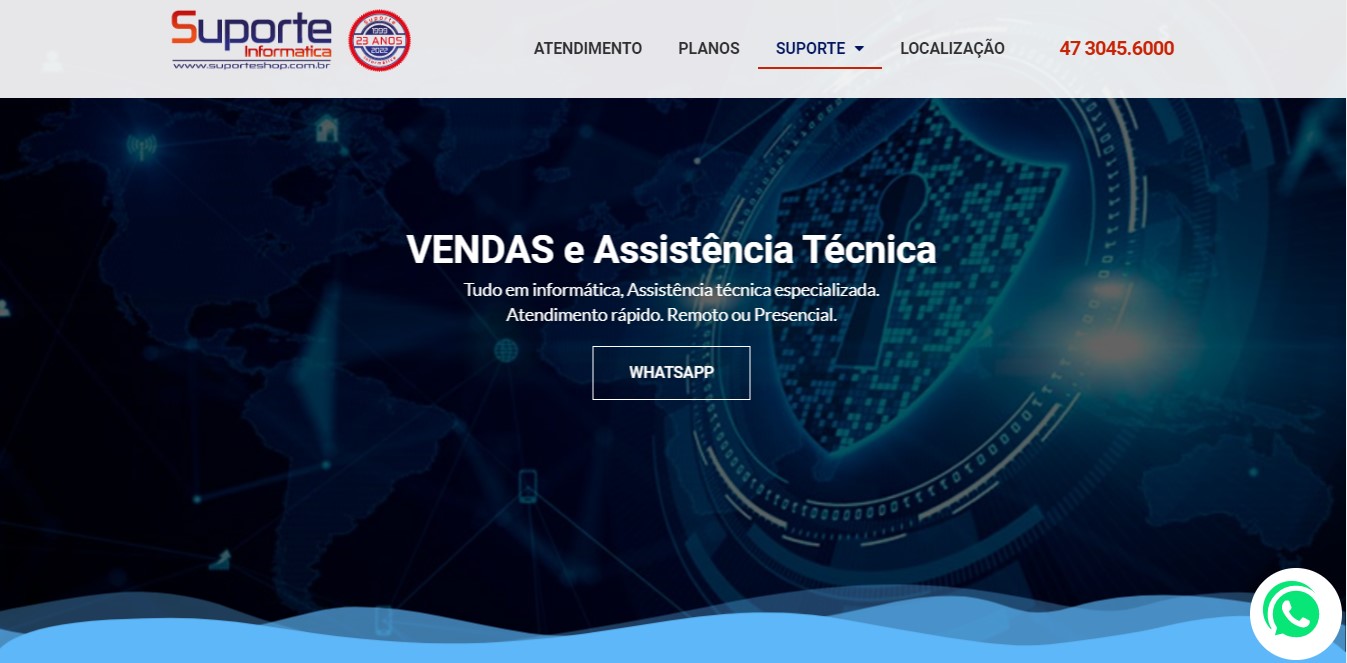 Suporte
Informatica
www.suporteshop.com.br
Suporte
1999
23 ANOS
2022
Informática
ATENDIMENTO
PLANOS
SUPORTE
LOCALIZAÇÃO
47 3045.6000
VENDAS e Assistência Técnica
Tudo em informática, Assistência técnica especializada.
Atendimento rápido. Remoto ou Presencial.
WHATSAPP